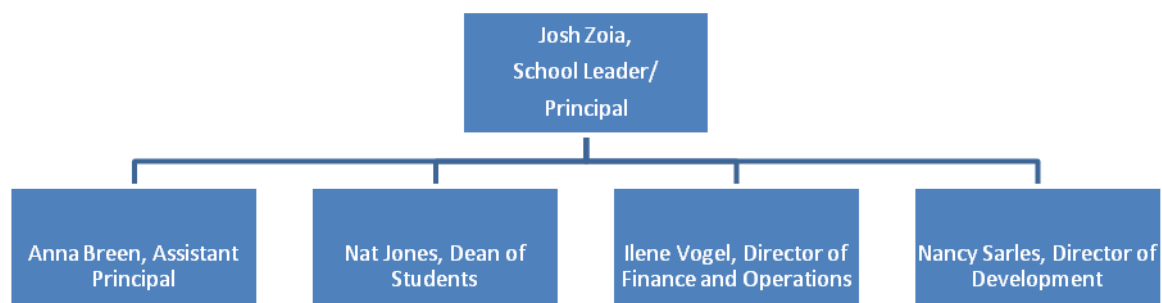 Josh Zoia,
School Leader/
Principal
Anna Breen, Assistant
Principal
Nat Jones, Dean of
Students
Ilene Vogel, Director of
Finance and Operations
Nancy Sarles, Director of
Development